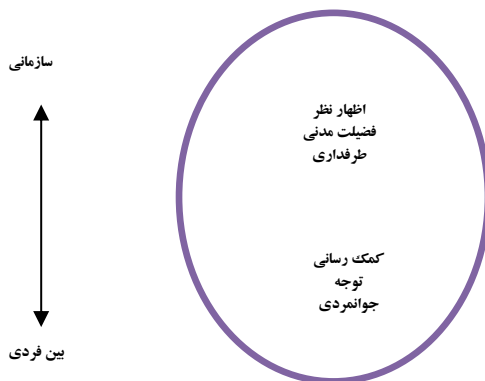 سازمانی
اظهار نظر
فضیلت مدنی
طرفداری
کمک رسانی
توجه
جوانمردی
بین فردی